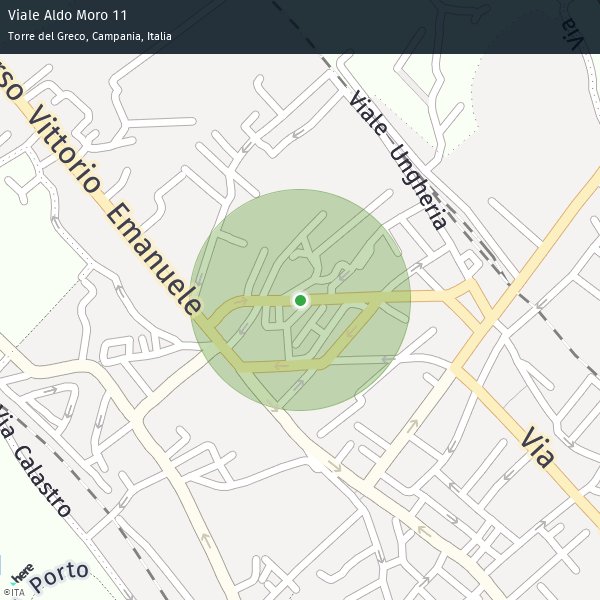 Viale Aldo Moro 11
Torre del Greco, Campania, Italia
Via
Viale Ungheria
Corso Vittorio Emanuele
Via
Via Calastro
Porto
here
©ITA